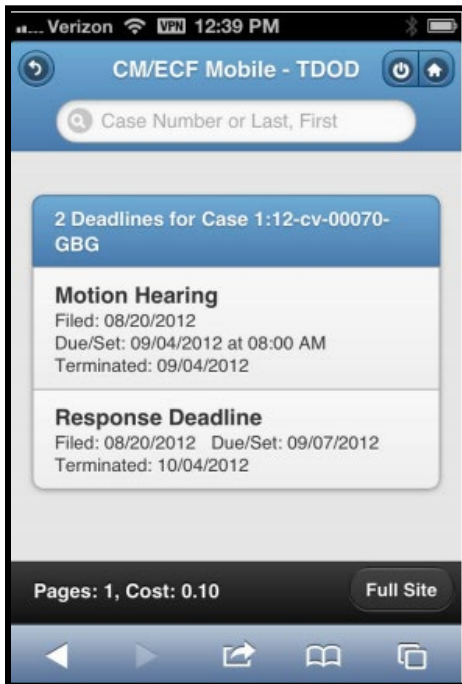 Verizon VPN 12:39 PM
CM/ECF Mobile - TDOD
Case Number or Last, First
2 Deadlines for Case 1:12-cv-00070-
GBG
Motion Hearing
Filed: 08/20/2012
Due/Set: 09/04/2012 at 08:00 AM
Terminated: 09/04/2012
Response Deadline
Filed: 08/20/2012 Due/Set: 09/07/2012
Terminated: 10/04/2012
Pages: 1, Cost: 0.10
Full Site